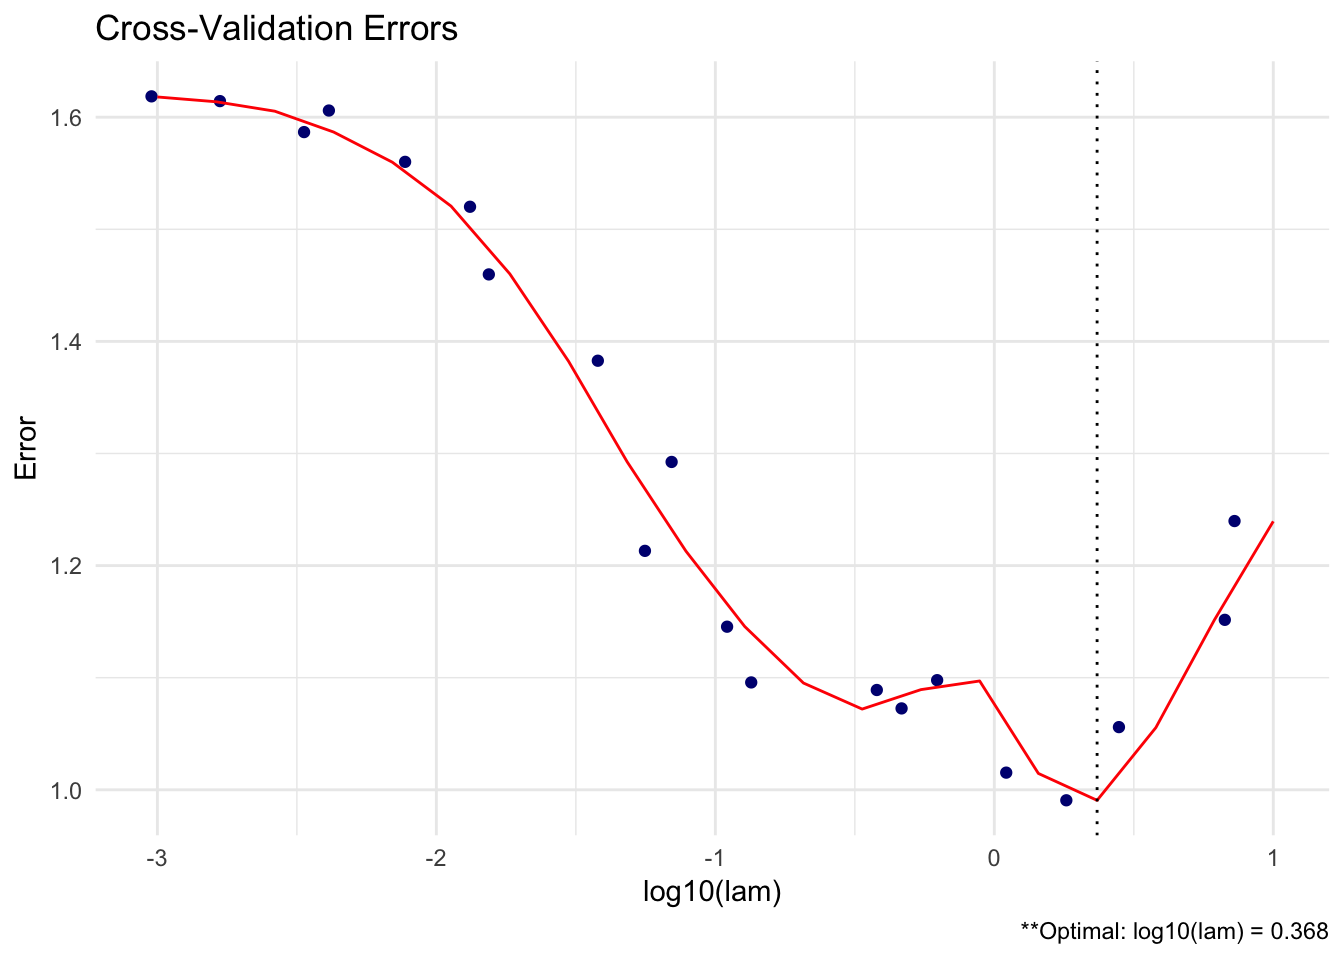 Cross-Validation Errors
Error
1.6
1.4
1.2
1.0
-3 -2 -1 0 1
log10(lam)
**Optimal: log10(lam) = 0.368